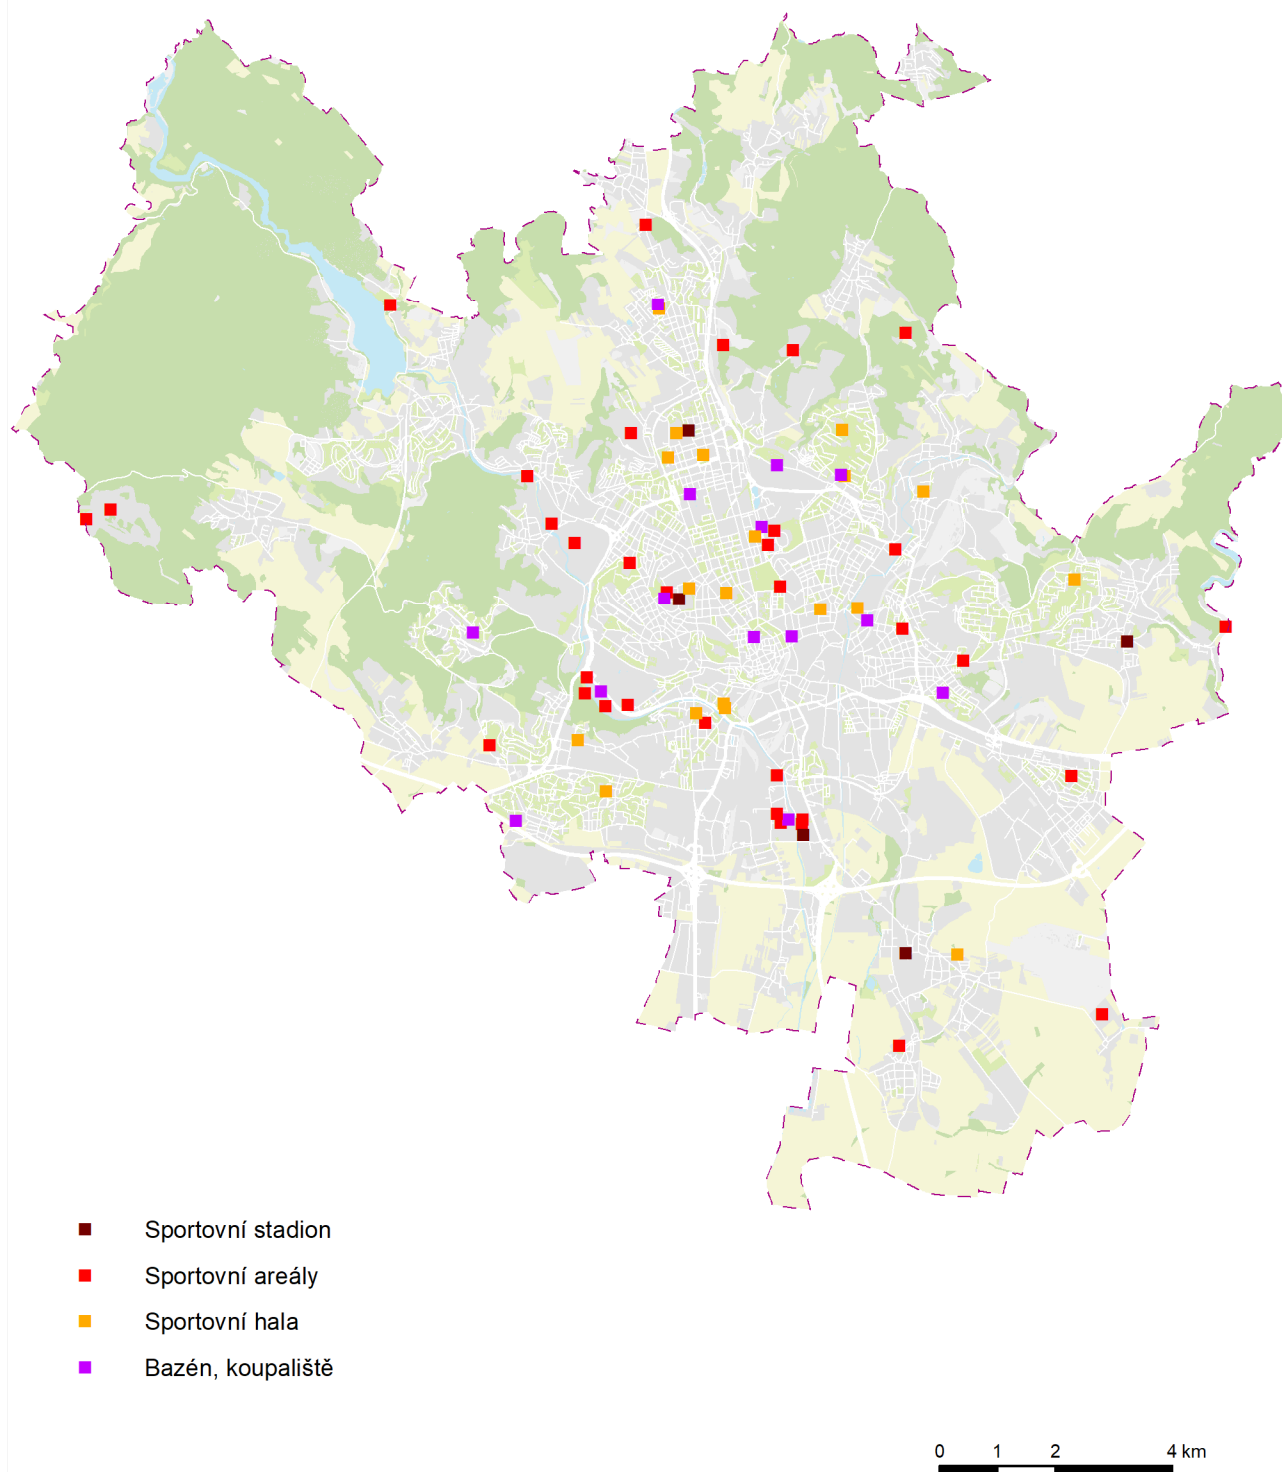 Sportovní stadion
Sportovní areály
Sportovní hala
Bazén, koupaliště
0 1 2 4 km